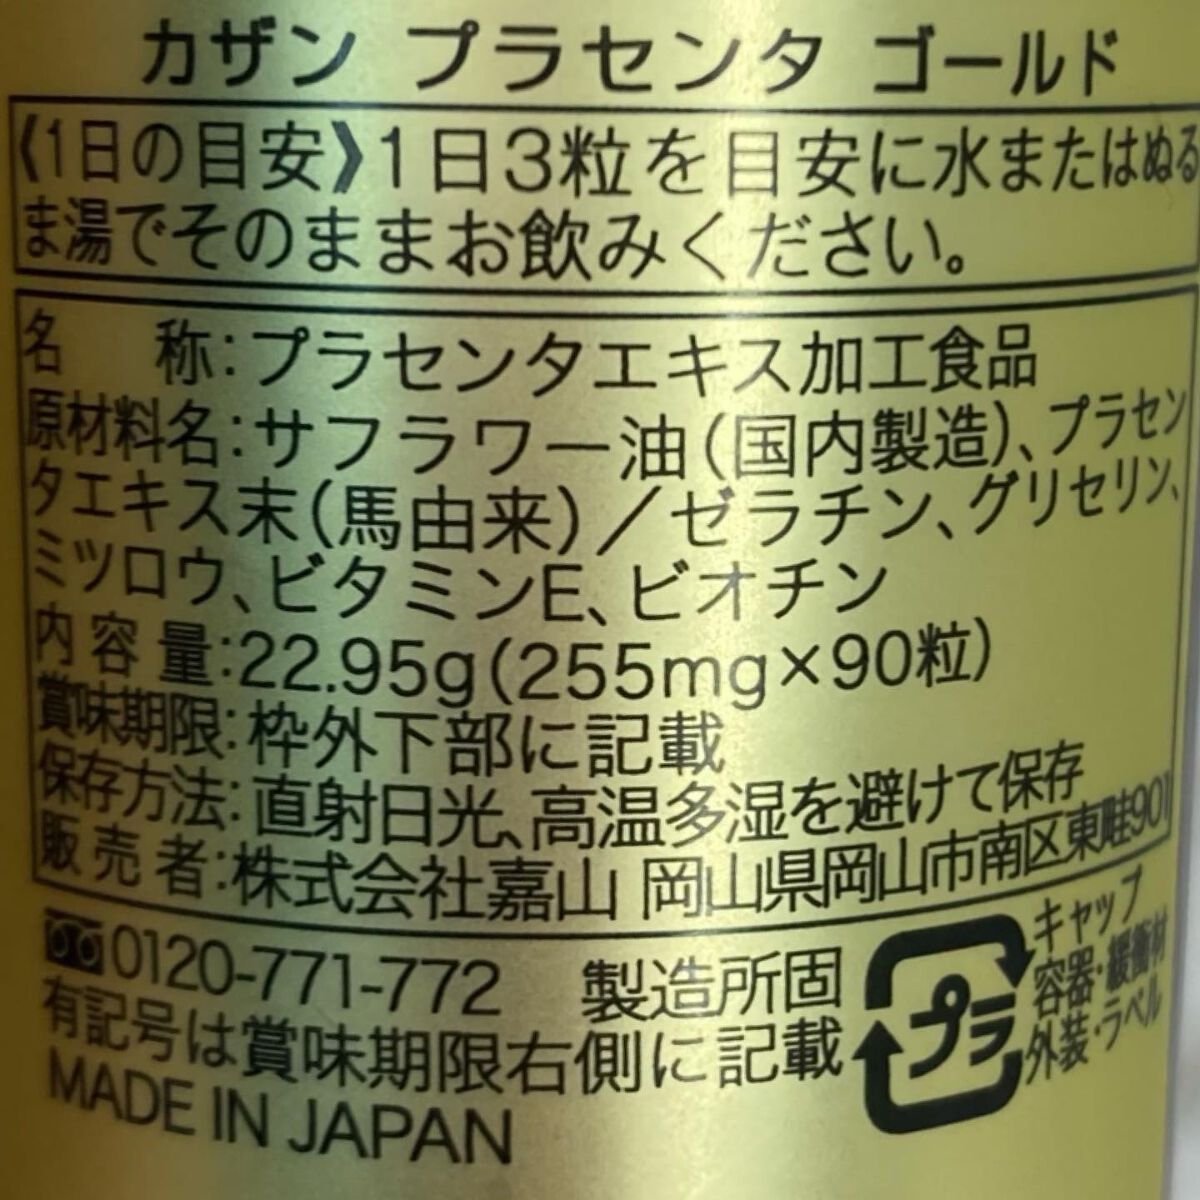 カザン プラセンタ ゴールド
《1日の目安》1日3粒を目安に水またはぬる
ま湯でそのままお飲みください。
名　　称:プラセンタエキス加工食品
原材料名:サフラワー油(国内製造)、プラセン
タエキス末(馬由来)／ゼラチン、グリセリン、
ミツロウ、ビタミンE、ビオチン
内 容 量:22.95g(255mg×90粒)
賞味期限:枠外下部に記載
保存方法:直射日光、高温多湿を避けて保存
販 売 者:株式会社嘉山 岡山県岡山市南区東畦901
0120-771-772 製造所固
有記号は賞味期限右側に記載
MADE IN JAPAN
プラ
キャップ
容器・緩衝材
外装・ラベル